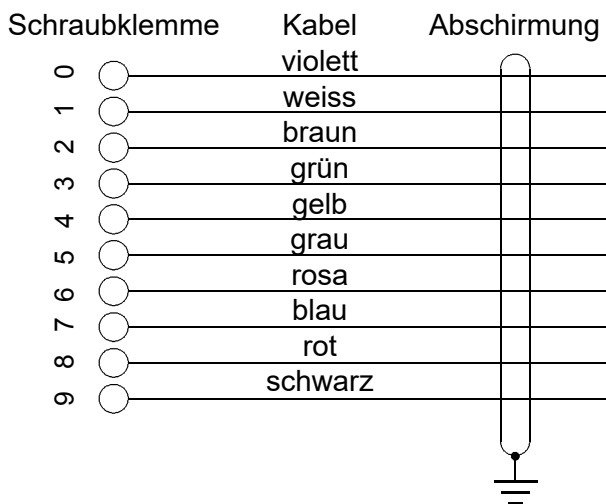 Schraubklemme Kabel Abschirmung
0 violett
1 weiss
2 braun
3 grün
4 gelb
5 grau
6 rosa
7 blau
8 rot
9 schwarz